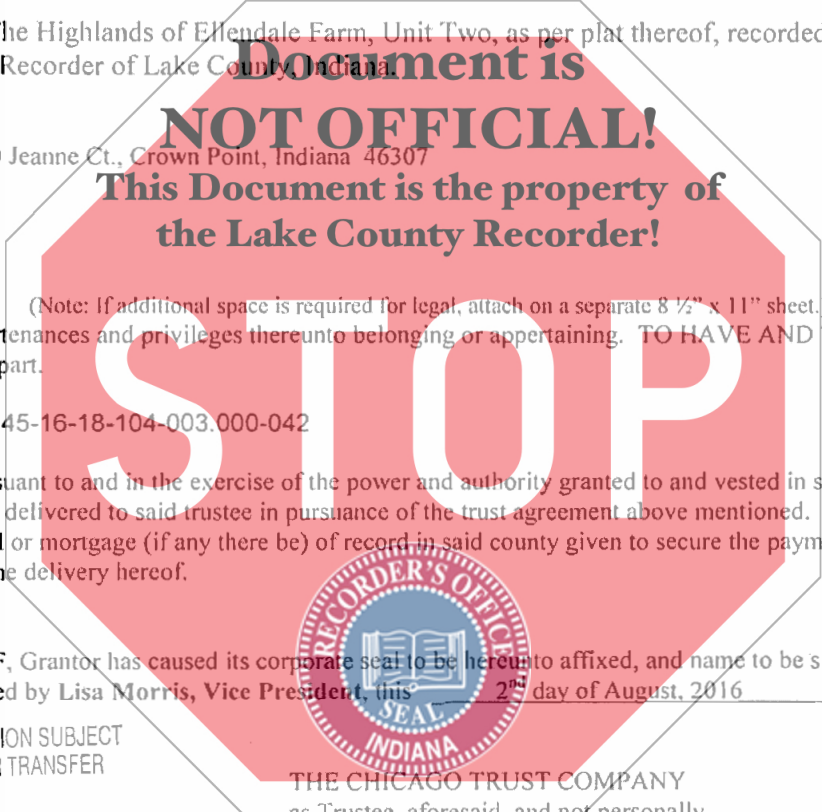 he Highlands of Ellendale Farm, Unit Two, as per plat thereof, recorded
Recorder of Lake County, Indiana.
Document is
NOT OFFICIAL!
Jeanne Ct., Crown Point, Indiana 46307
This Document is the property of
the Lake County Recorder!
(Note: If additional space is required for legal, attach on a separate 8 ½" x 11" sheet.
tenances and privileges thereunto belonging or appertaining. TO HAVE AND
part.
STOP
45-16-18-104-003.000-042
suant to and in the exercise of the power and authority granted to and vested in s
delivered to said trustee in pursuance of the trust agreement above mentioned.
or mortgage (if any there be) of record in said county given to secure the paym
e delivery hereof.
RECORDER'S OFFICE
SEAL
INDIANA
F, Grantor has caused its corporate seal to be hereunto affixed, and name to be s
ed by Lisa Morris, Vice President, this 2nd day of August, 2016
ION SUBJECT
TRANSFER
THE CHICAGO TRUST COMPANY
as Trustee, aforesaid, and not personally